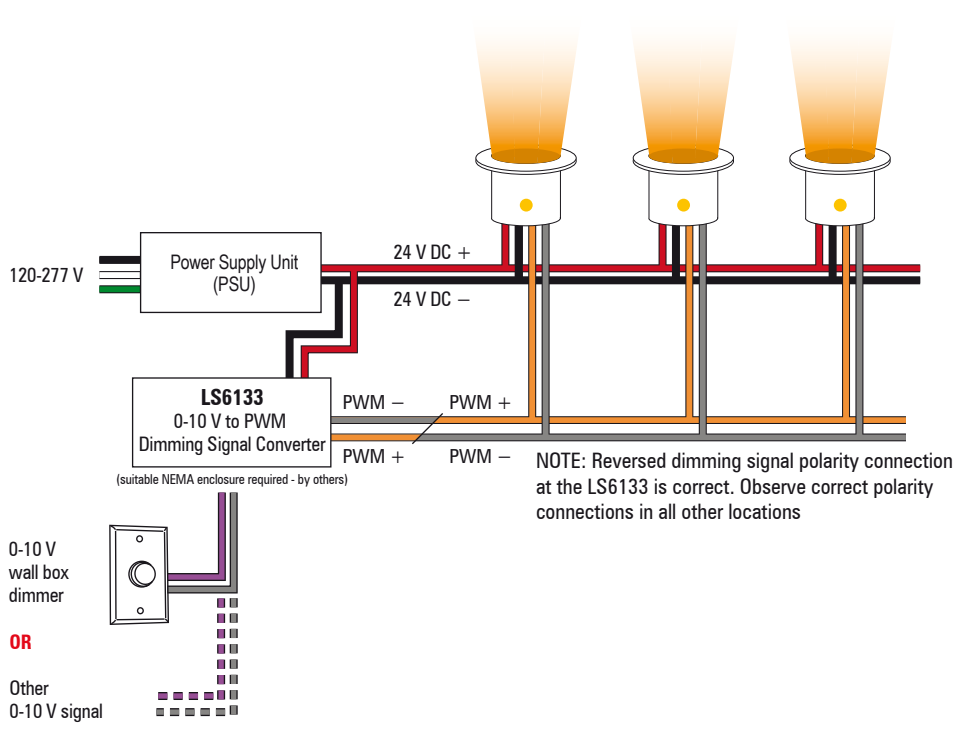 24 V DC +
120-277 V
Power Supply Unit
(PSU)
24 V DC −
LS6133
0-10 V to PWM
Dimming Signal Converter
PWM −
PWM +
PWM +
PWM −
(suitable NEMA enclosure required - by others)
NOTE: Reversed dimming signal polarity connection
at the LS6133 is correct. Observe correct polarity
connections in all other locations
0-10 V
wall box
dimmer
OR
Other
0-10 V signal